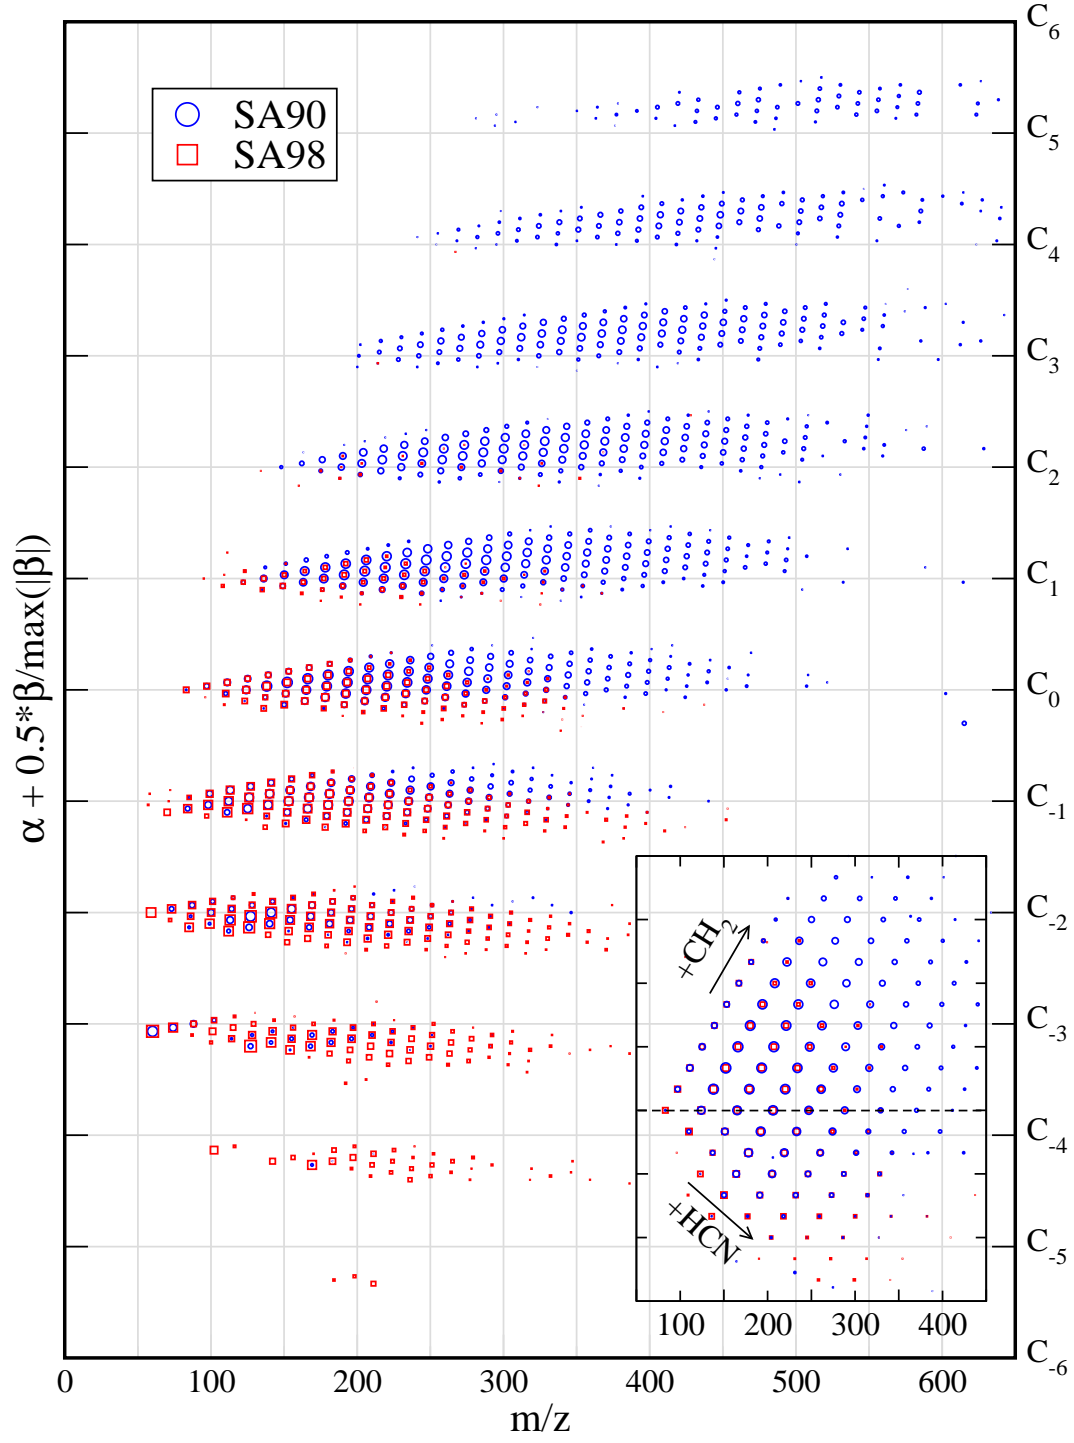 C6
SA90
SA98
C5
C4
C3
C2
C1
C0
C-1
C-2
C-3
C-4
C-5
C-6
α + 0.5*β/max(|β|)
+CH2
+HCN
100 200 300 400
0 100 200 300 400 500 600
m/z